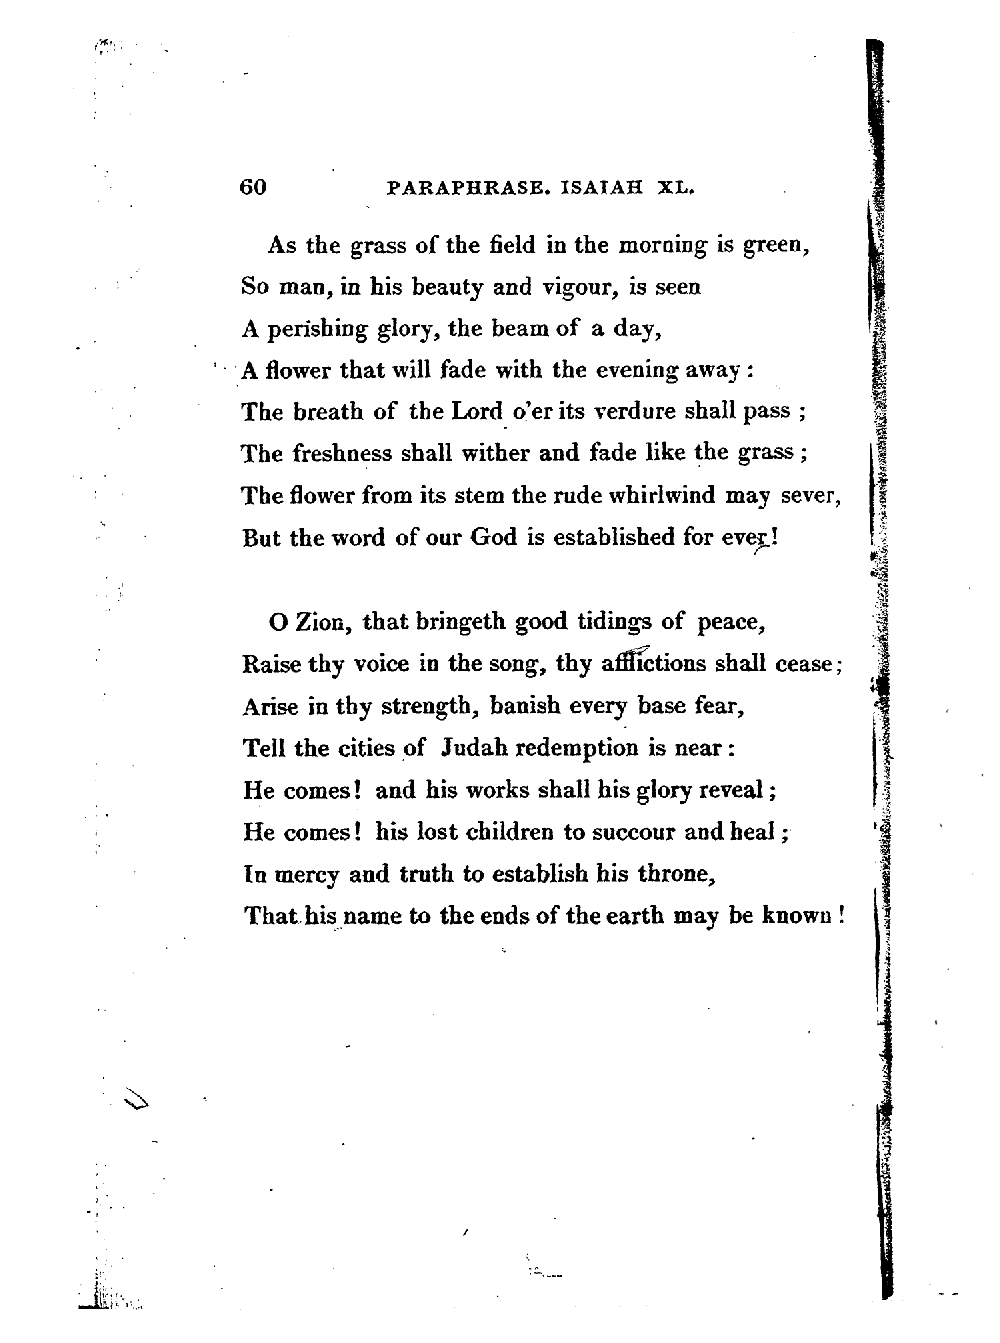 60 PARAPHRASE. ISAIAH XL.
As the grass of the field in the morning is green,
So man, in his beauty and vigour, is seen
A perishing glory, the beam of a day,
A flower that will fade with the evening away :
The breath of the Lord o'er its verdure shall pass ;
The freshness shall wither and fade like the grass ;
The flower from its stem the rude whirlwind may sever,
But the word of our God is established for ever!
O Zion, that bringeth good tidings of peace,
Raise thy voice in the song, thy afflictions shall cease;
Arise in thy strength, banish every base fear,
Tell the cities of Judah redemption is near :
He comes! and his works shall his glory reveal ;
He comes! his lost children to succour and heal ;
In mercy and truth to establish his throne,
That his name to the ends of the earth may be known !